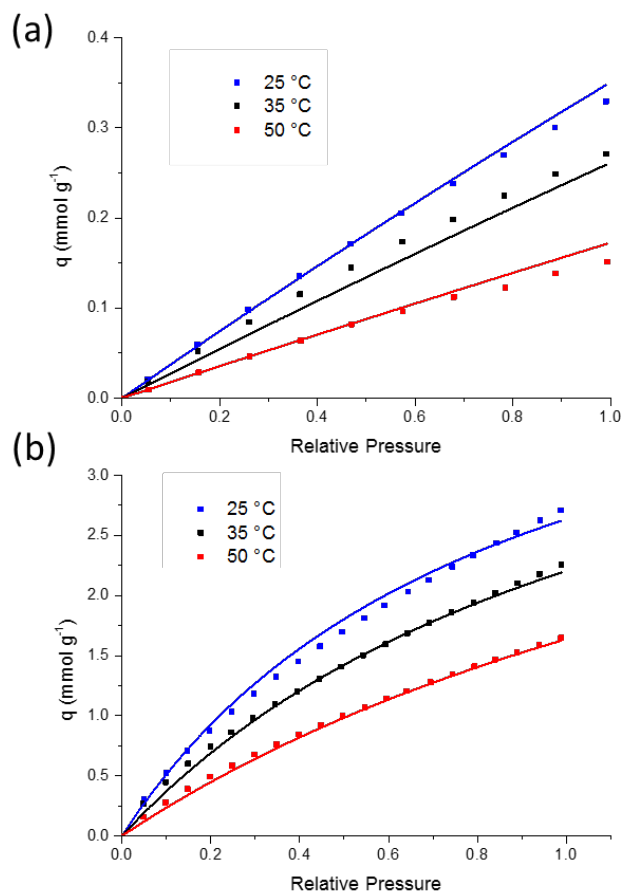 (a)
0.4
0.3
0.2
0.1
0.0
q (mmol g⁻¹)
25 °C
35 °C
50 °C
0.0 0.2 0.4 0.6 0.8 1.0
Relative Pressure
(b)
3.0
2.5
2.0
1.5
1.0
0.5
0.0
q (mmol g⁻¹)
25 °C
35 °C
50 °C
0.0 0.2 0.4 0.6 0.8 1.0
Relative Pressure